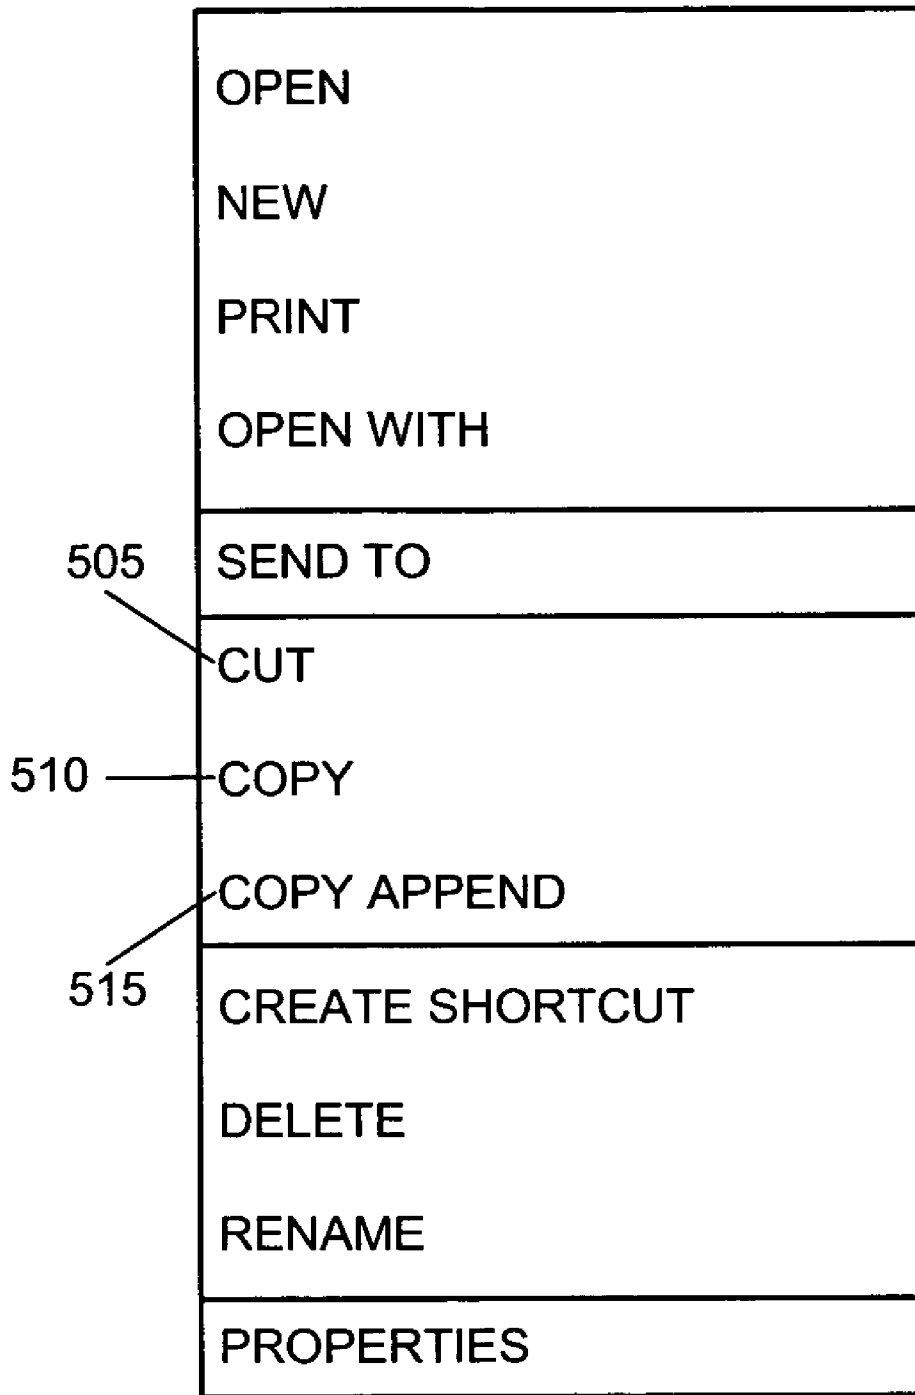 OPEN
NEW
PRINT
OPEN WITH
505
SEND TO
CUT
510
COPY
COPY APPEND
515
CREATE SHORTCUT
DELETE
RENAME
PROPERTIES